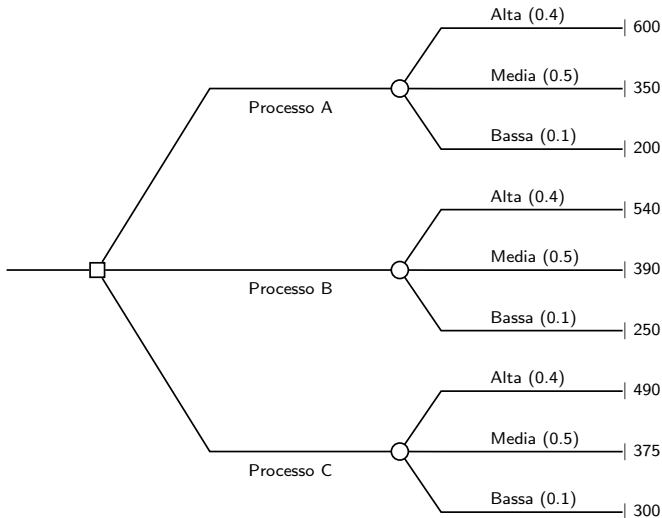 Alta (0.4)
600
Media (0.5)
350
Processo A
Bassa (0.1)
200
Alta (0.4)
540
Media (0.5)
390
Processo B
Bassa (0.1)
250
Alta (0.4)
490
Media (0.5)
375
Processo C
Bassa (0.1)
300